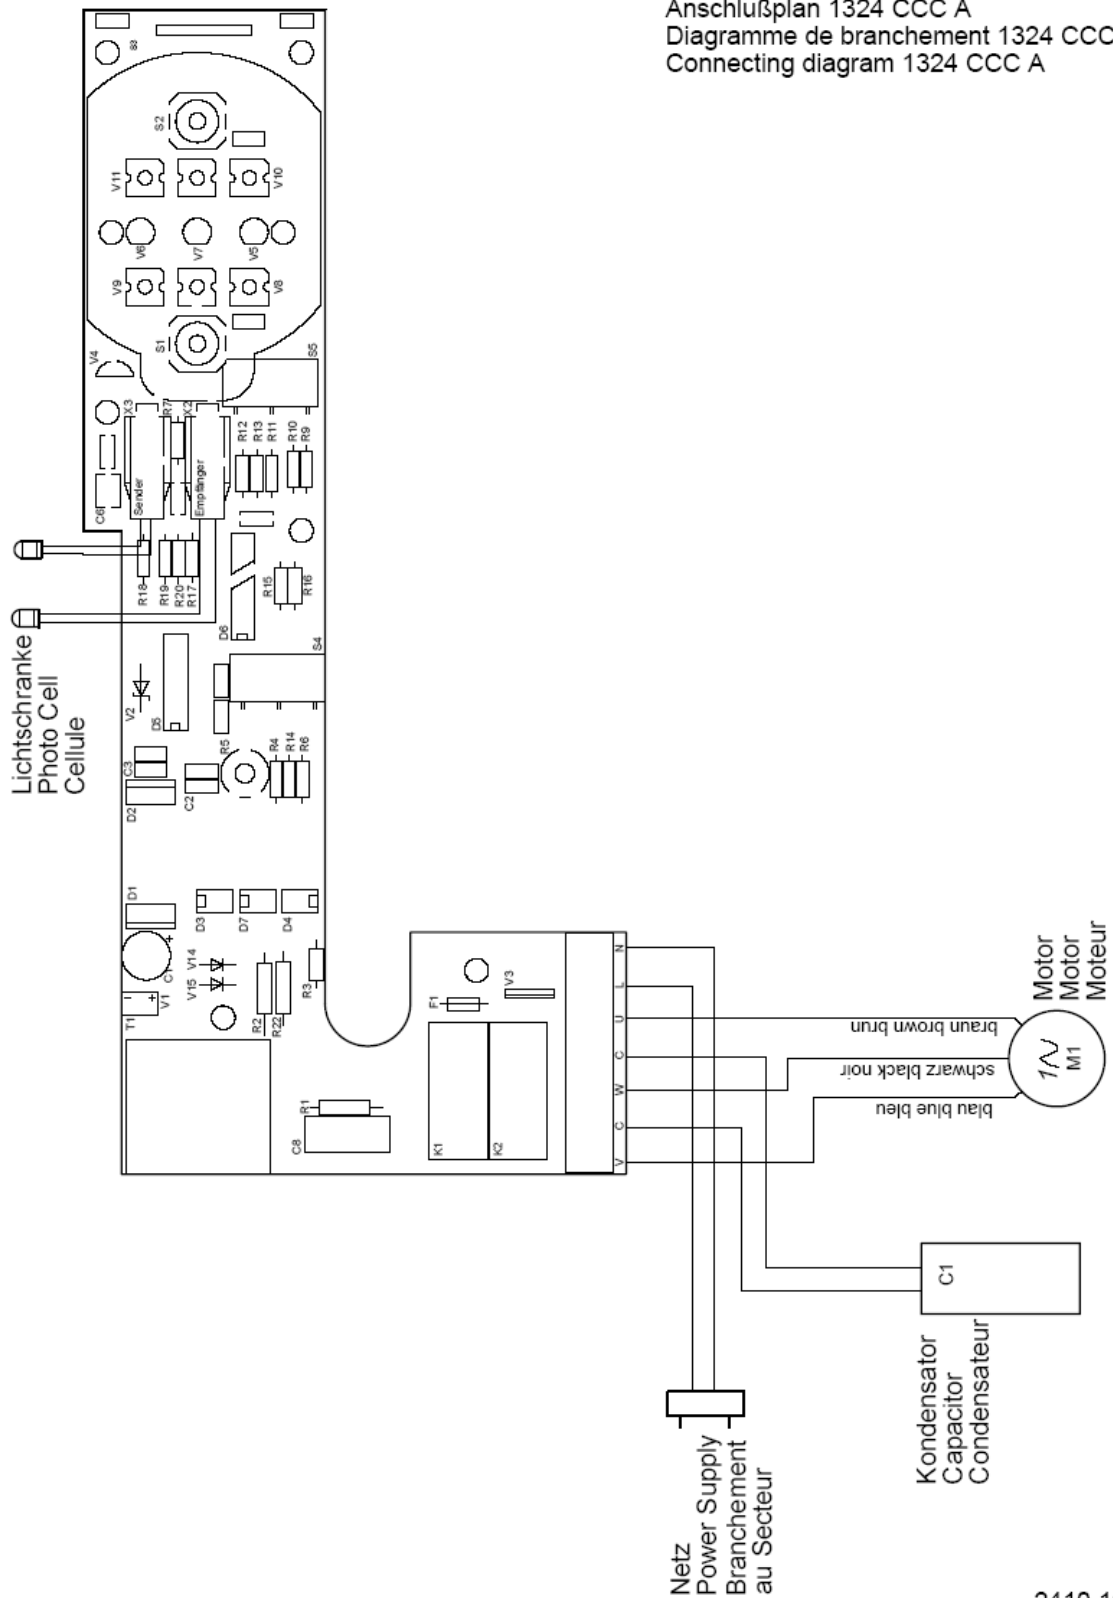 Anschlußplan 1324 CCC A
Diagramme de branchement 1324 CCC
Connecting diagram 1324 CCC A
S3
S2
V11
V10
V6
V7
V5
V9
V8
S1
V4
S5
X3
R7
X2
R12
R13
R11
R10
R9
C6
Sender
Empfänger
R18
R19
R20
R17
R15
R16
D6
S4
Lichtschranke
Photo Cell
Cellule
V2
D5
C3
R5
R4
R14
R6
D2
C2
D1
D3
D7
D4
C1
+
V14
V15
T1
-
+
V1
R2
R22
R3
F1
V3
N
L
U
C
W
C
V
R1
C8
K1
K2
braun brown brun
schwarz black noir
blau blue bleu
Motor
Motor
Moteur
1
M1
C1
Kondensator
Capacitor
Condensateur
Netz
Power Supply
Branchement
au Secteur